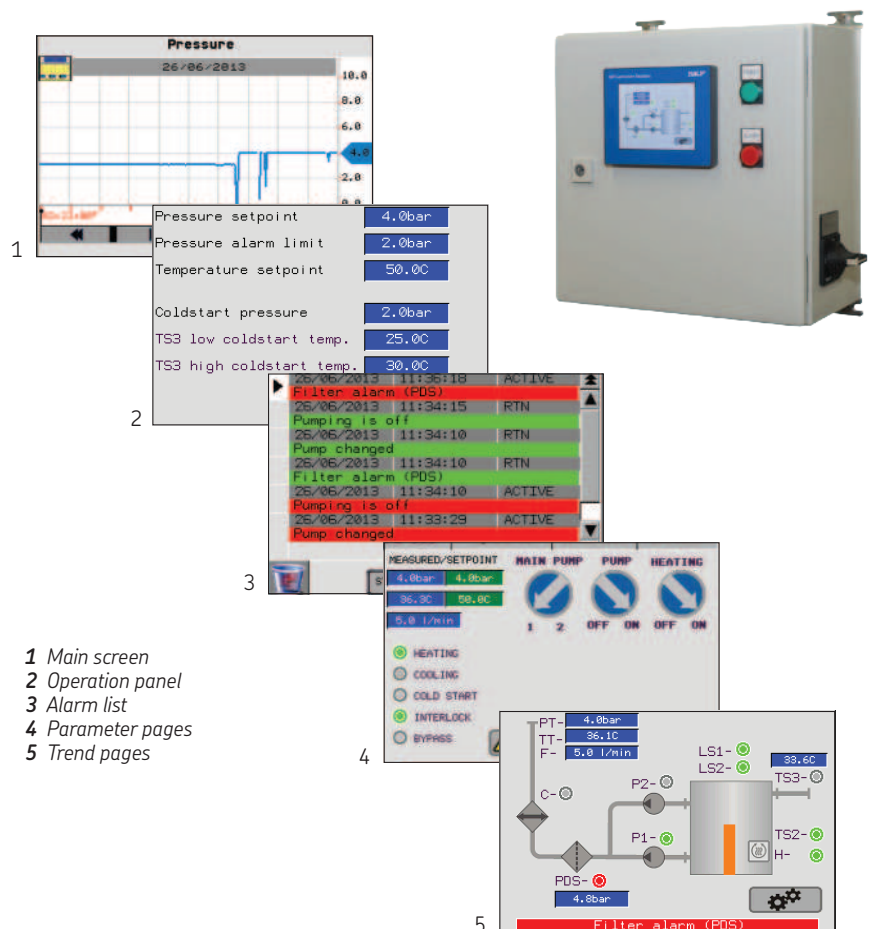 Pressure
26/06/2013
10.0
8.0
6.0
4.0
2.0
0.0
1
Pressure setpoint 4.0bar
Pressure alarm limit 2.0bar
Temperature setpoint 50.0C
Coldstart pressure 2.0bar
TS3 low coldstart temp. 25.0C
TS3 high coldstart temp. 30.0C
2
26/06/2013 11:36:18 ACTIVE
Filter alarm (PDS)
26/06/2013 11:34:15 RTN
Pumping is off
26/06/2013 11:34:10 RTN
Pump changed
26/06/2013 11:34:10 RTN
Filter alarm (PDS)
26/06/2013 11:34:10 ACTIVE
Pumping is off
26/06/2013 11:33:29 ACTIVE
Pump changed
3
MEASURED/SETPOINT MAIN PUMP PUMP HEATING
4.0bar 4.0bar
36.3C 50.0C
5.0 l/min
1 2 OFF ON OFF ON
HEATING
COOLING
COLD START
INTERLOCK
BYPASS
4
PT- 4.0bar
TT- 36.1C
F- 5.0 l/min
LS1-
LS2-
33.6C
TS3-
P2-
C-
P1-
TS2-
H-
PDS-
4.8bar
Filter alarm (PDS)
5
1 Main screen
2 Operation panel
3 Alarm list
4 Parameter pages
5 Trend pages
SKF